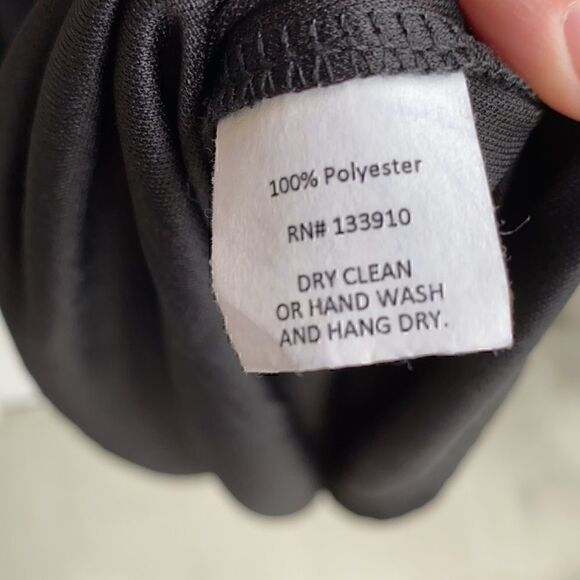 100% Polyester
RN# 133910
DRY CLEAN
OR HAND WASH
AND HANG DRY.